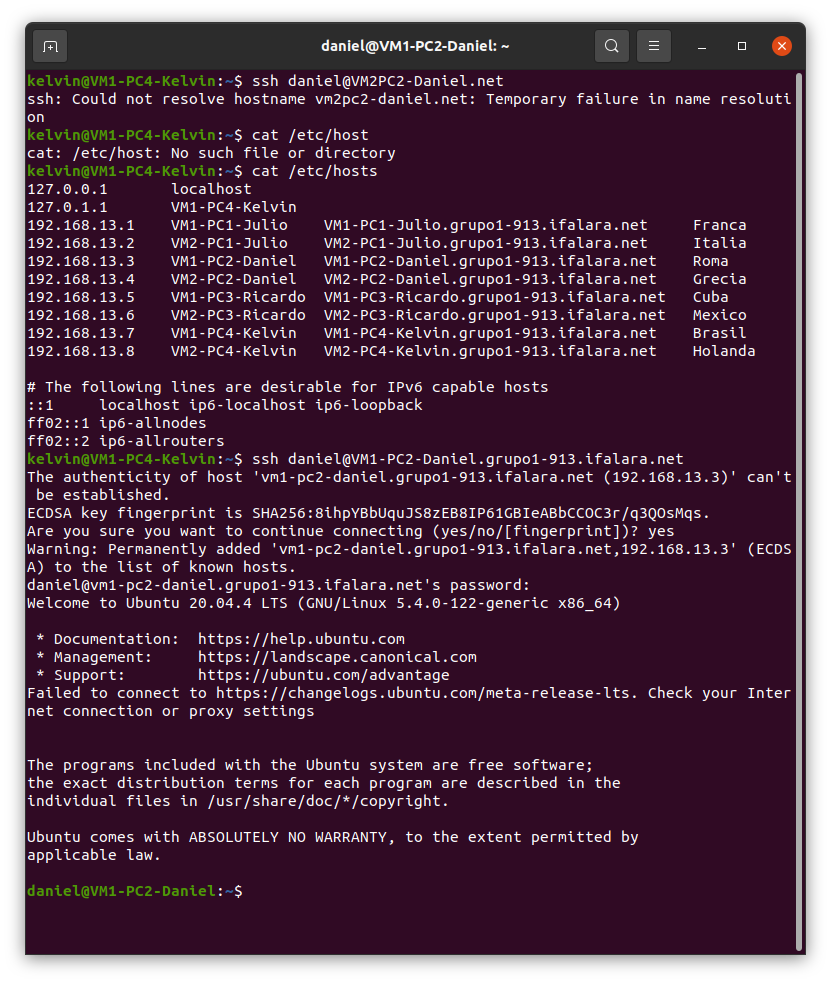 daniel@VM1-PC2-Daniel: ~
kelvin@VM1-PC4-Kelvin:~$ ssh daniel@VM2PC2-Daniel.net
ssh: Could not resolve hostname vm2pc2-daniel.net: Temporary failure in name resoluti
on
kelvin@VM1-PC4-Kelvin:~$ cat /etc/host
cat: /etc/host: No such file or directory
kelvin@VM1-PC4-Kelvin:~$ cat /etc/hosts
127.0.0.1       localhost
127.0.1.1       VM1-PC4-Kelvin
192.168.13.1    VM1-PC1-Julio    VM1-PC1-Julio.grupo1-913.ifalara.net     Franca
192.168.13.2    VM2-PC1-Julio    VM2-PC1-Julio.grupo1-913.ifalara.net     Italia
192.168.13.3    VM1-PC2-Daniel   VM1-PC2-Daniel.grupo1-913.ifalara.net    Roma
192.168.13.4    VM2-PC2-Daniel   VM2-PC2-Daniel.grupo1-913.ifalara.net    Grecia
192.168.13.5    VM1-PC3-Ricardo  VM1-PC3-Ricardo.grupo1-913.ifalara.net   Cuba
192.168.13.6    VM2-PC3-Ricardo  VM2-PC3-Ricardo.grupo1-913.ifalara.net   Mexico
192.168.13.7    VM1-PC4-Kelvin   VM1-PC4-Kelvin.grupo1-913.ifalara.net    Brasil
192.168.13.8    VM2-PC4-Kelvin   VM2-PC4-Kelvin.grupo1-913.ifalara.net    Holanda
# The following lines are desirable for IPv6 capable hosts
::1     localhost ip6-localhost ip6-loopback
ff02::1 ip6-allnodes
ff02::2 ip6-allrouters
kelvin@VM1-PC4-Kelvin:~$ ssh daniel@VM1-PC2-Daniel.grupo1-913.ifalara.net
The authenticity of host 'vm1-pc2-daniel.grupo1-913.ifalara.net (192.168.13.3)' can't
 be established.
ECDSA key fingerprint is SHA256:8ihpYBbUquJS8zEB8IP61GBIeABbCCOC3r/q3QOsMqs.
Are you sure you want to continue connecting (yes/no/[fingerprint])? yes
Warning: Permanently added 'vm1-pc2-daniel.grupo1-913.ifalara.net,192.168.13.3' (ECDS
A) to the list of known hosts.
daniel@vm1-pc2-daniel.grupo1-913.ifalara.net's password:
Welcome to Ubuntu 20.04.4 LTS (GNU/Linux 5.4.0-122-generic x86_64)
 * Documentation:  https://help.ubuntu.com
 * Management:     https://landscape.canonical.com
 * Support:        https://ubuntu.com/advantage
Failed to connect to https://changelogs.ubuntu.com/meta-release-lts. Check your Inter
net connection or proxy settings
The programs included with the Ubuntu system are free software;
the exact distribution terms for each program are described in the
individual files in /usr/share/doc/*/copyright.
Ubuntu comes with ABSOLUTELY NO WARRANTY, to the extent permitted by
applicable law.
daniel@VM1-PC2-Daniel:~$